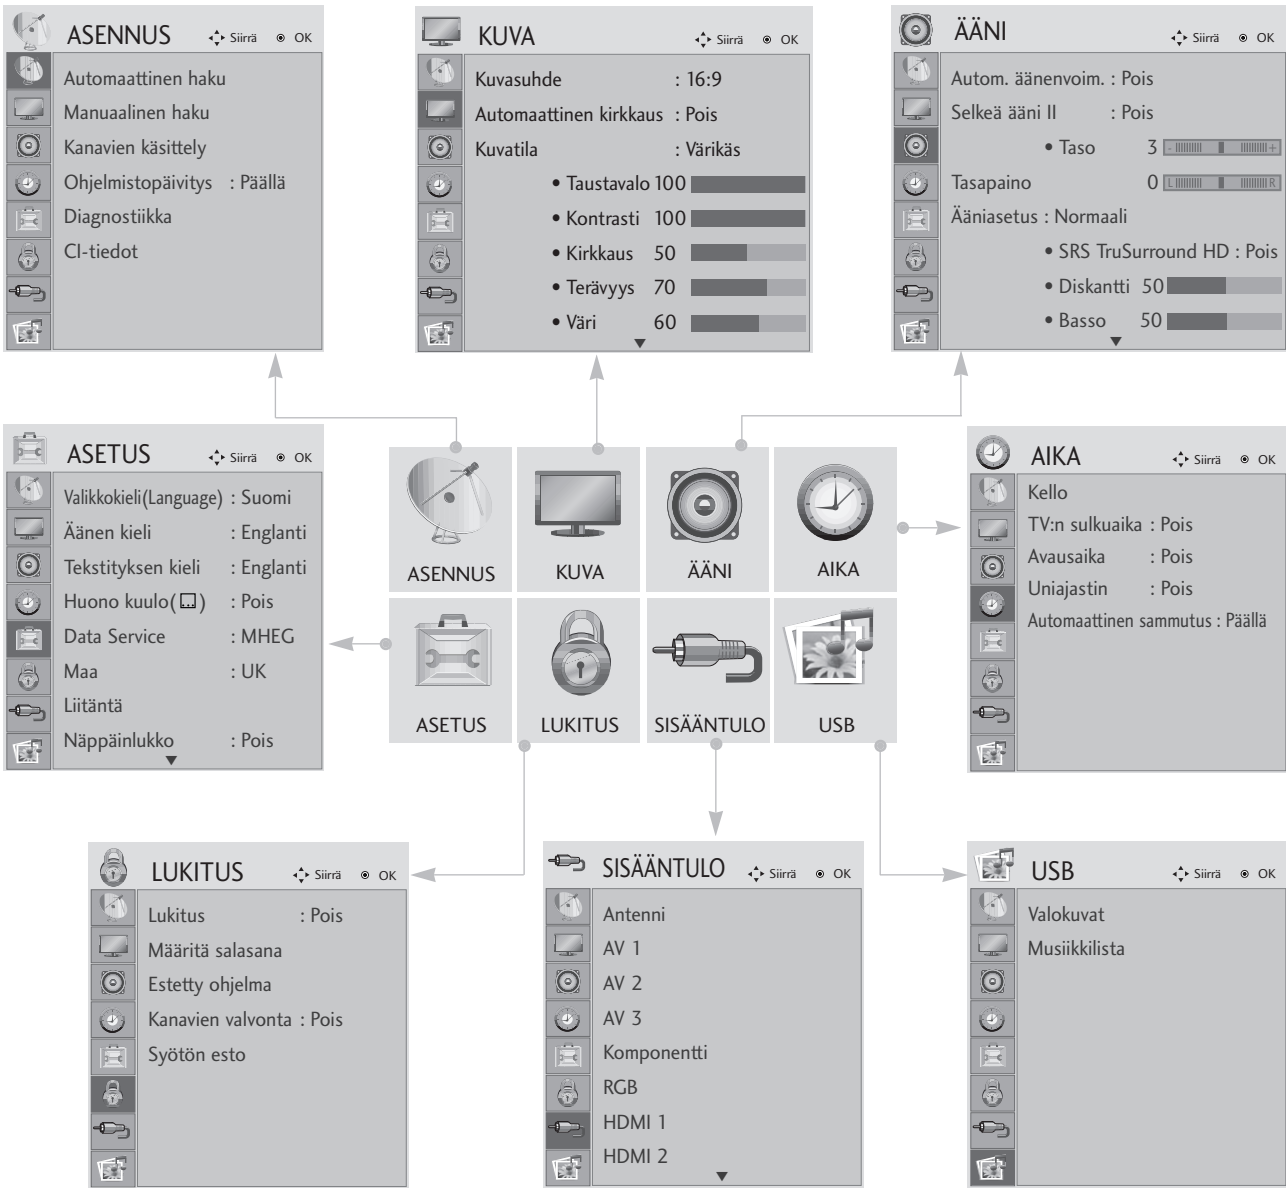 ASENNUS Siirrä OK
Automaattinen haku
Manuaalinen haku
Kanavien käsittely
Ohjelmistopäivitys : Päällä
Diagnostiikka
CI-tiedot
KUVA Siirrä OK
Kuvasuhde : 16:9
Automaattinen kirkkaus : Pois
Kuvatila : Värikäs
• Taustavalo 100
• Kontrasti 100
• Kirkkaus 50
• Terävyys 70
• Väri 60
ÄÄNI Siirrä OK
Autom. äänenvoim. : Pois
Selkeä ääni II : Pois
• Taso 3 - +
Tasapaino 0 L R
Ääniasetus : Normaali
• SRS TruSurround HD : Pois
• Diskantti 50
• Basso 50
ASETUS Siirrä OK
Valikkokieli(Language) : Suomi
Äänen kieli : Englanti
Tekstityksen kieli : Englanti
Huono kuulo( ) : Pois
Data Service : MHEG
Maa : UK
Liitäntä
Näppäinlukko : Pois
ASENNUS
KUVA
ÄÄNI
AIKA
ASETUS
LUKITUS
SISÄÄNTULO
USB
AIKA Siirrä OK
Kello
TV:n sulkuaika : Pois
Avausaika : Pois
Uniajastin : Pois
Automaattinen sammutus : Päällä
LUKITUS Siirrä OK
Lukitus : Pois
Määritä salasana
Estetty ohjelma
Kanavien valvonta : Pois
Syötön esto
SISÄÄNTULO Siirrä OK
Antenni
AV 1
AV 2
AV 3
Komponentti
RGB
HDMI 1
HDMI 2
USB Siirrä OK
Valokuvat
Musiikkilista